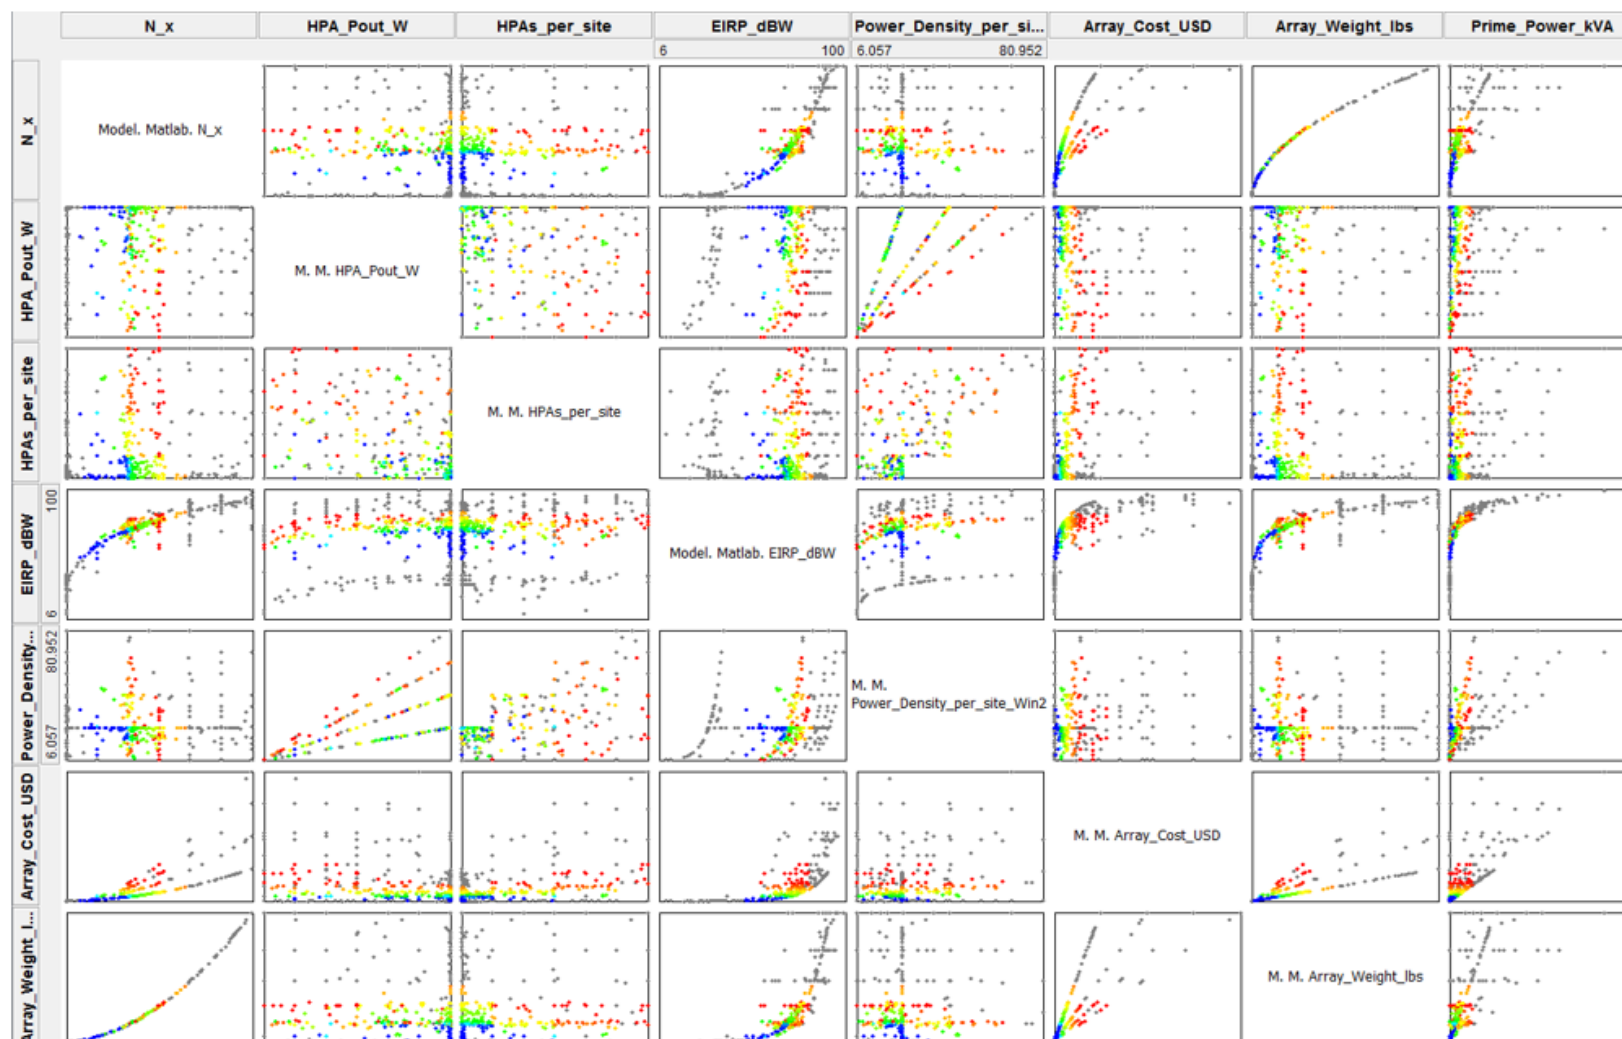 N_x HPA_Pout_W HPAs_per_site EIRP_dBW Power_Density_per_si... Array_Cost_USD Array_Weight_lbs Prime_Power_kVA
6 100 6.057 80.952
N_x
Model. Matlab. N_x
HPA_Pout_W
M. M. HPA_Pout_W
HPAs_per_site
M. M. HPAs_per_site
EIRP_dBW
6 100
Model. Matlab. EIRP_dBW
Power_Density...
6.057 80.952
M. M.
Power_Density_per_site_Win2
Array_Cost_USD
M. M. Array_Cost_USD
Array_Weight_l...
M. M. Array_Weight_lbs